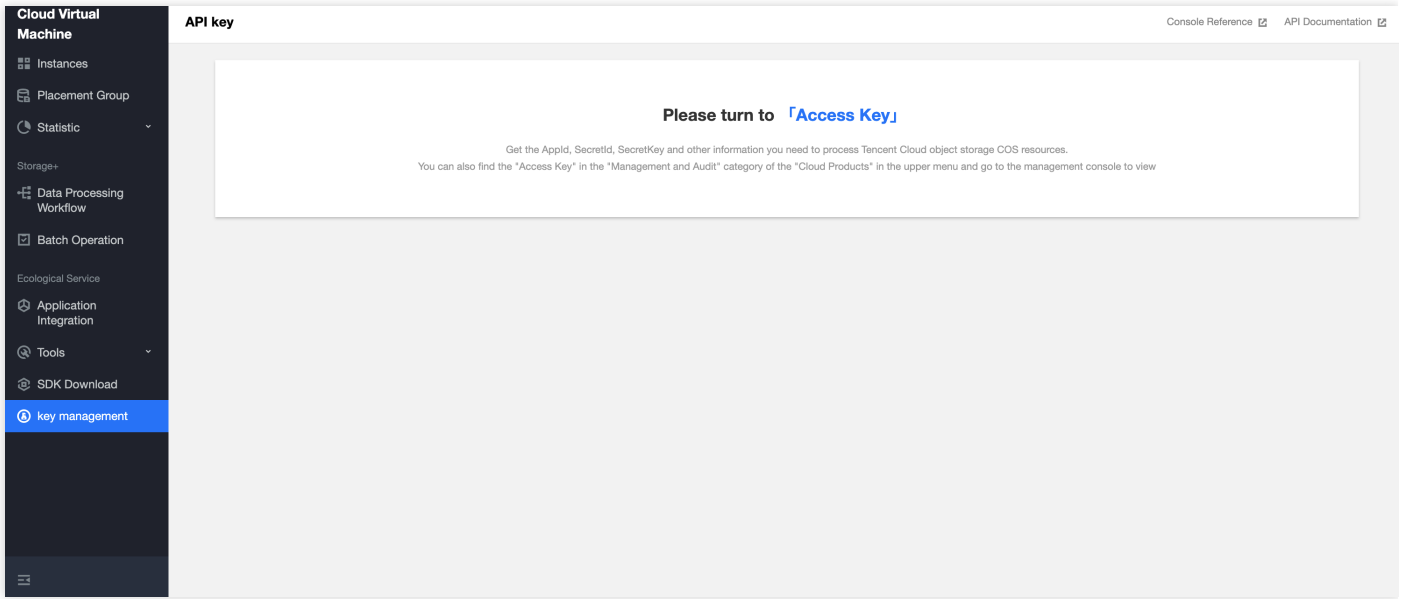 Cloud Virtual
Machine
Instances
Placement Group
Statistic
Storage+
Data Processing
Workflow
Batch Operation
Ecological Service
Application
Integration
Tools
SDK Download
key management
API key
Console Reference
API Documentation
Please turn to 「Access Key」
Get the AppId, SecretId, SecretKey and other information you need to process Tencent Cloud object storage COS resources.
You can also find the "Access Key" in the "Management and Audit" category of the "Cloud Products" in the upper menu and go to the management console to view